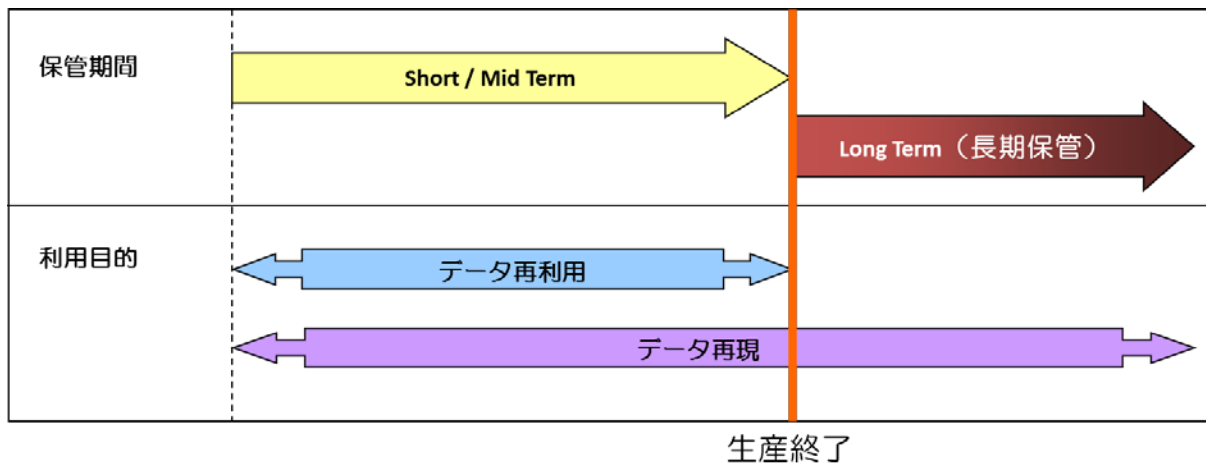 保管期間
Short / Mid Term
Long Term（長期保管）
利用目的
データ再利用
データ再現
生産終了